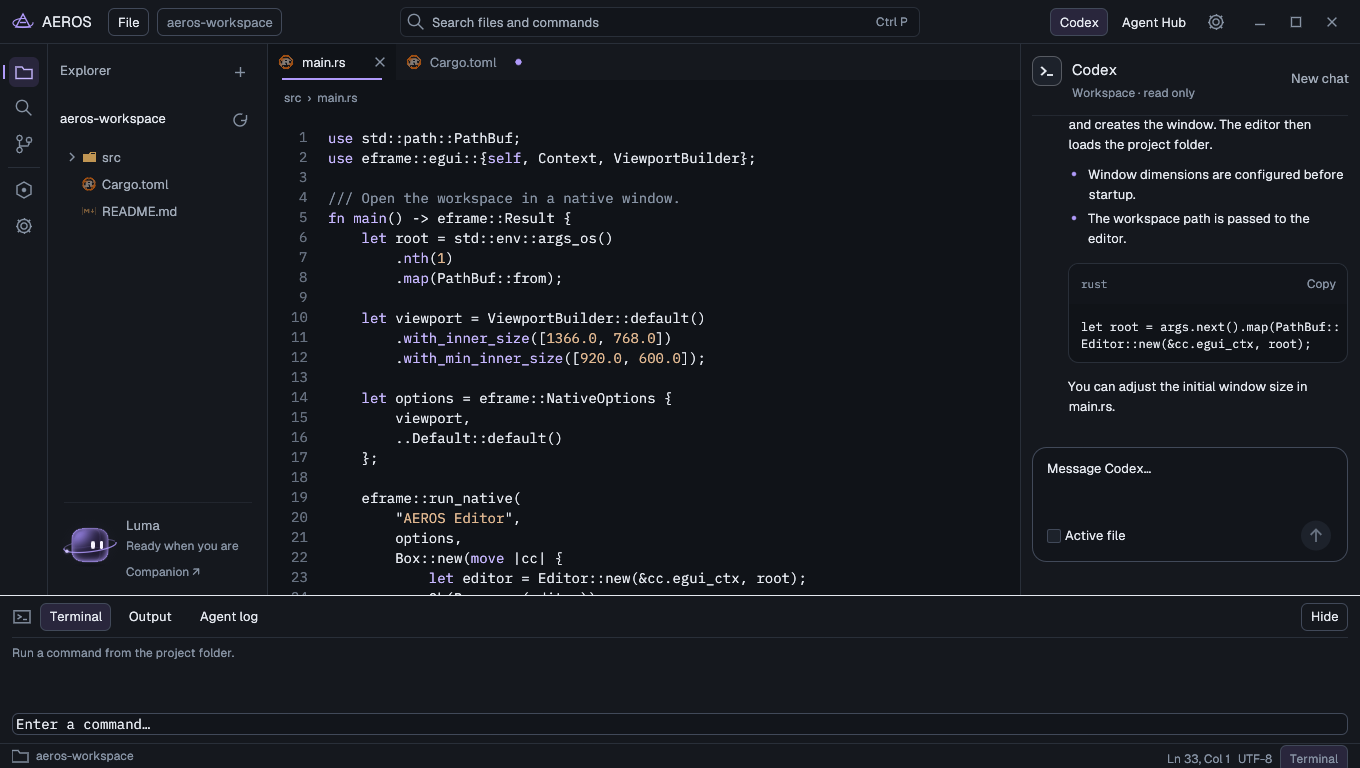 AEROS File aeros-workspace Search files and commands Ctrl P Codex Agent Hub
Explorer
aeros-workspace
src
Cargo.toml
README.md
Luma
Ready when you are
Companion ↗
main.rs Cargo.toml
src › main.rs
1 use std::path::PathBuf;
2 use eframe::egui::{self, Context, ViewportBuilder};
3
4 /// Open the workspace in a native window.
5 fn main() -> eframe::Result {
6     let root = std::env::args_os()
7         .nth(1)
8         .map(PathBuf::from);
9
10     let viewport = ViewportBuilder::default()
11         .with_inner_size([1366.0, 768.0])
12         .with_min_inner_size([920.0, 600.0]);
13
14     let options = eframe::NativeOptions {
15         viewport,
16         ..Default::default()
17     };
18
19     eframe::run_native(
20         "AEROS Editor",
21         options,
22         Box::new(move |cc| {
23             let editor = Editor::new(&cc.egui_ctx, root);
Codex
Workspace · read only
New chat
and creates the window. The editor then
loads the project folder.
• Window dimensions are configured before
startup.
• The workspace path is passed to the
editor.
rust Copy
let root = args.next().map(PathBuf::
Editor::new(&cc.egui_ctx, root);
You can adjust the initial window size in
main.rs.
Message Codex…
Active file
Terminal Output Agent log Hide
Run a command from the project folder.
Enter a command…
aeros-workspace Ln 33, Col 1 UTF-8 Terminal